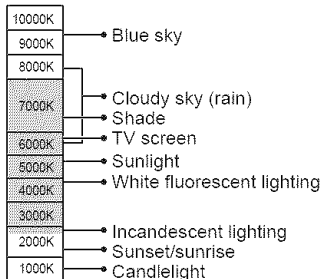 10000K
9000K
Blue sky
8000K
Cloudy sky (rain)
7000K
Shade
TV screen
6000K
Sunlight
5000K
White fluorescent lighting
4000K
3000K
Incandescent lighting
2000K
Sunset/sunrise
1000K
Candlelight